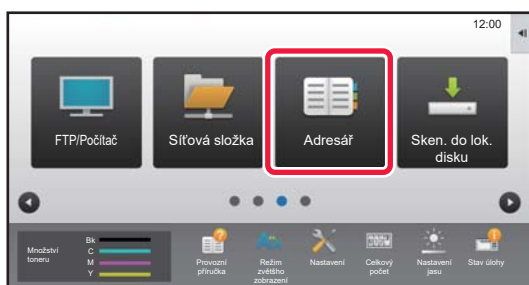 12:00
FTP/Počítač
Síťová složka
Adresář
Sken. do lok.
disku
Množství
toneru
Bk
C
M
Y
Provozní
příručka
Režim
zvětšeného
zobrazení
Nastavení
Celkový
počet
Nastavení
jasu
Stav úlohy